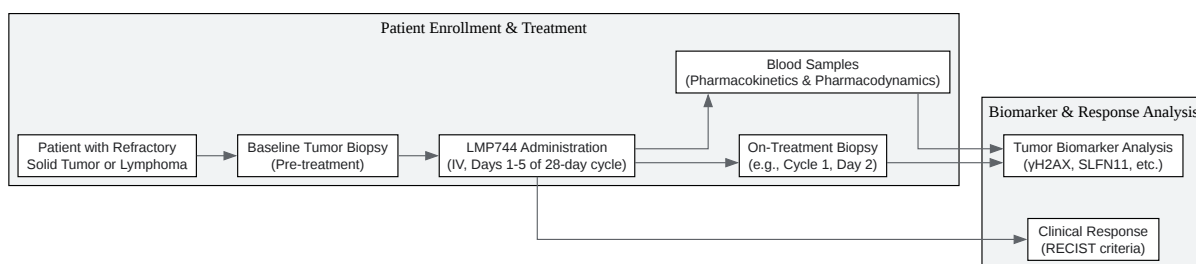 Patient Enrollment & Treatment
Blood Samples
(Pharmacokinetics & Pharmacodynamics)
Biomarker & Response Analysis
Patient with Refractory
Solid Tumor or Lymphoma
Baseline Tumor Biopsy
(Pre-treatment)
LMP744 Administration
(IV, Days 1-5 of 28-day cycle)
On-Treatment Biopsy
(e.g., Cycle 1, Day 2)
Tumor Biomarker Analysis
(γH2AX, SLFN11, etc.)
Clinical Response
(RECIST criteria)